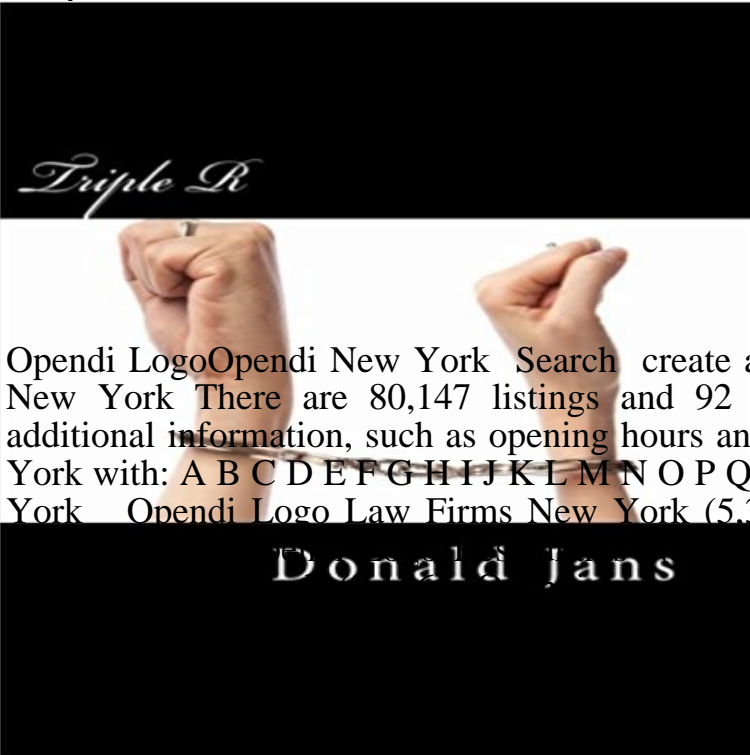 Triple R
Opendi LogoOpendi New York Search create a
New York There are 80,147 listings and 92
additional information, such as opening hours an
York with: A B C D E F G H I J K L M N O P Q
York Opendi Logo Law Firms New York (5,
Donald Jans